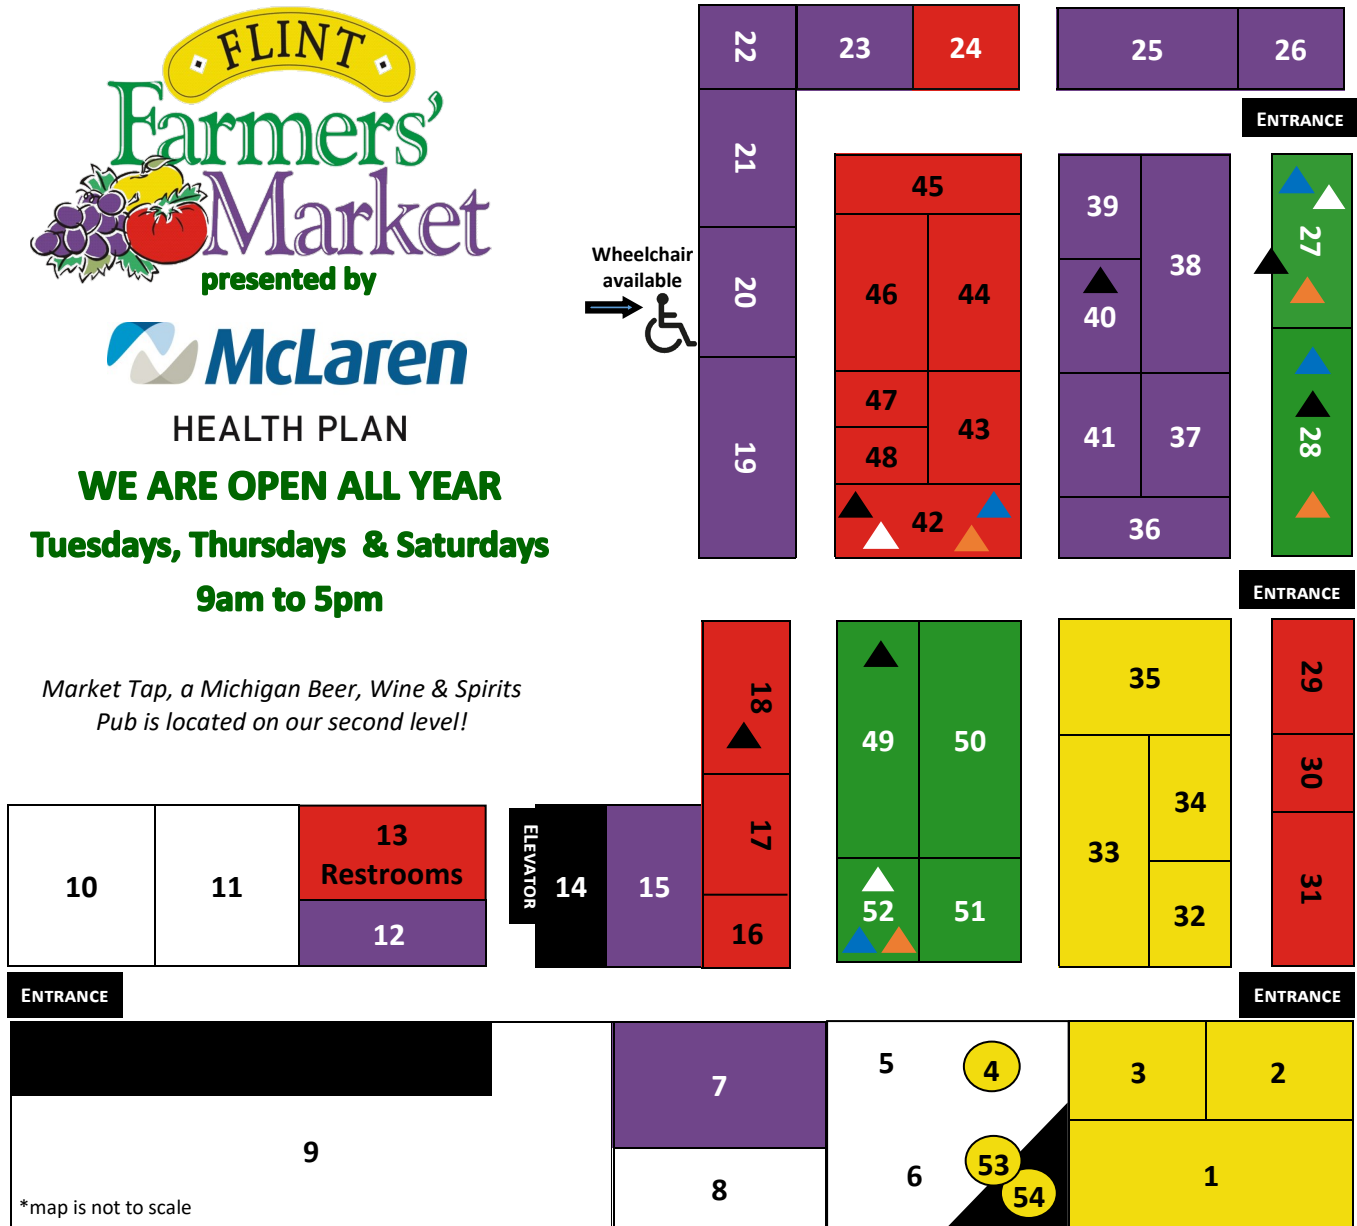 FLINT
Farmers'
Market
presented by
McLaren
HEALTH PLAN
WE ARE OPEN ALL YEAR
Tuesdays, Thursdays & Saturdays
9am to 5pm
Market Tap, a Michigan Beer, Wine & Spirits
Pub is located on our second level!
Wheelchair
available
22
23
24
25
26
ENTRANCE
21
20
19
45
46
44
47
48
43
42
39
38
40
41
37
36
27
28
ENTRANCE
18
17
16
49
50
52
51
35
33
34
32
29
30
31
10
11
13
Restrooms
12
ELEVATOR
14
15
ENTRANCE
ENTRANCE
9
*map is not to scale
7
8
5
4
6
53
54
3
2
1